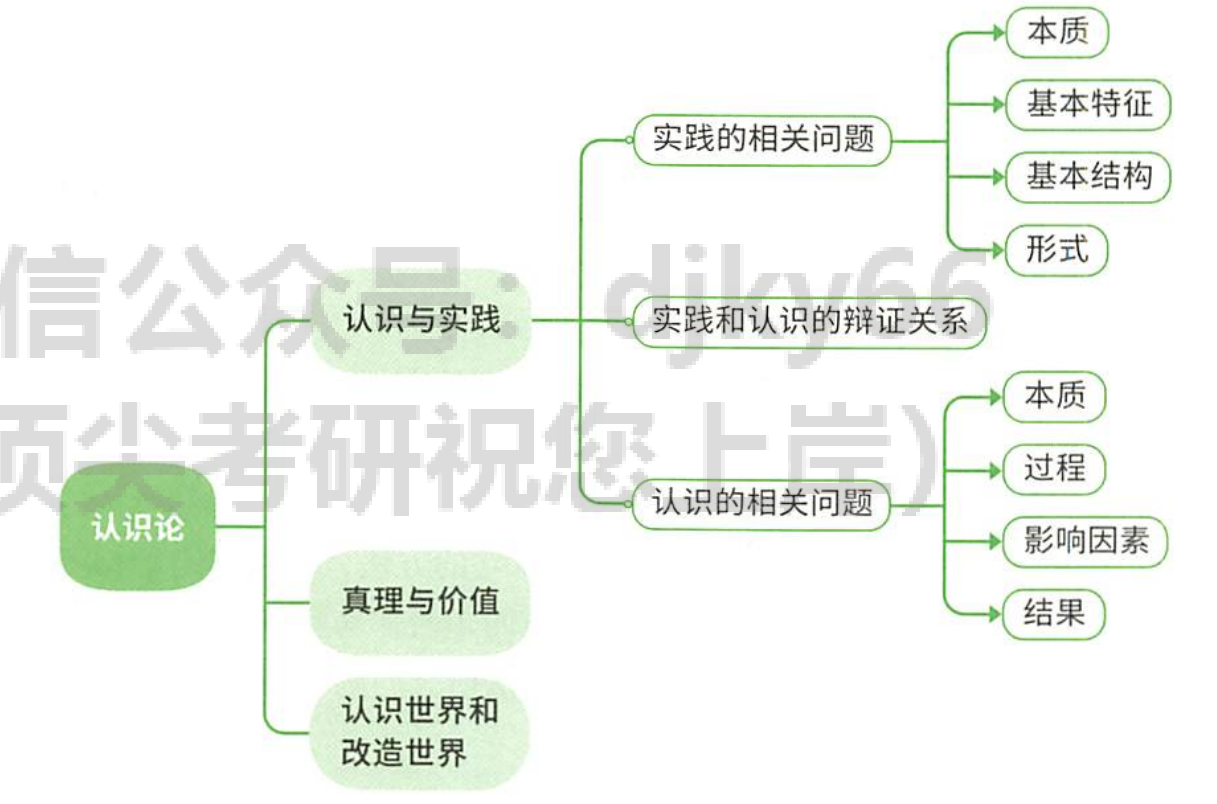 本质
基本特征
实践的相关问题
基本结构
形式
信公众号：djky66
认识与实践
实践和认识的辩证关系
本质
顶尖考研祝您上岸）
过程
认识的相关问题
认识论
影响因素
真理与价值
结果
认识世界和
改造世界